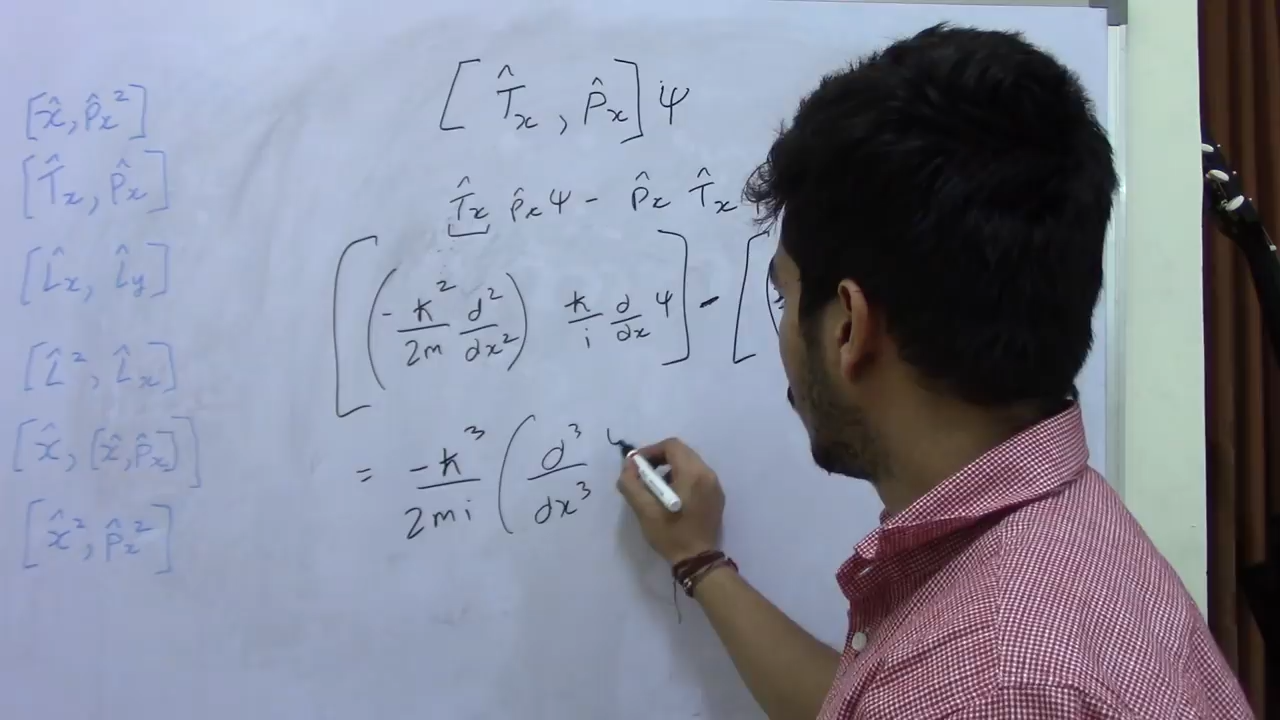 [x̂, p̂ₓ²]
[T̂ₓ, p̂ₓ]
[L̂ₓ, L̂y]
[L̂², L̂ₓ]
[x̂, [x̂, p̂ₓ]]
[x̂², p̂ₓ²]
[T̂ₓ, P̂ₓ] ψ
T̂ₓ p̂ₓ ψ - p̂ₓ T̂ₓ
[(-ħ²/2m d²/dx²) ħ/i d/dx ψ] - [(
= -ħ³/2mi (d³/dx³